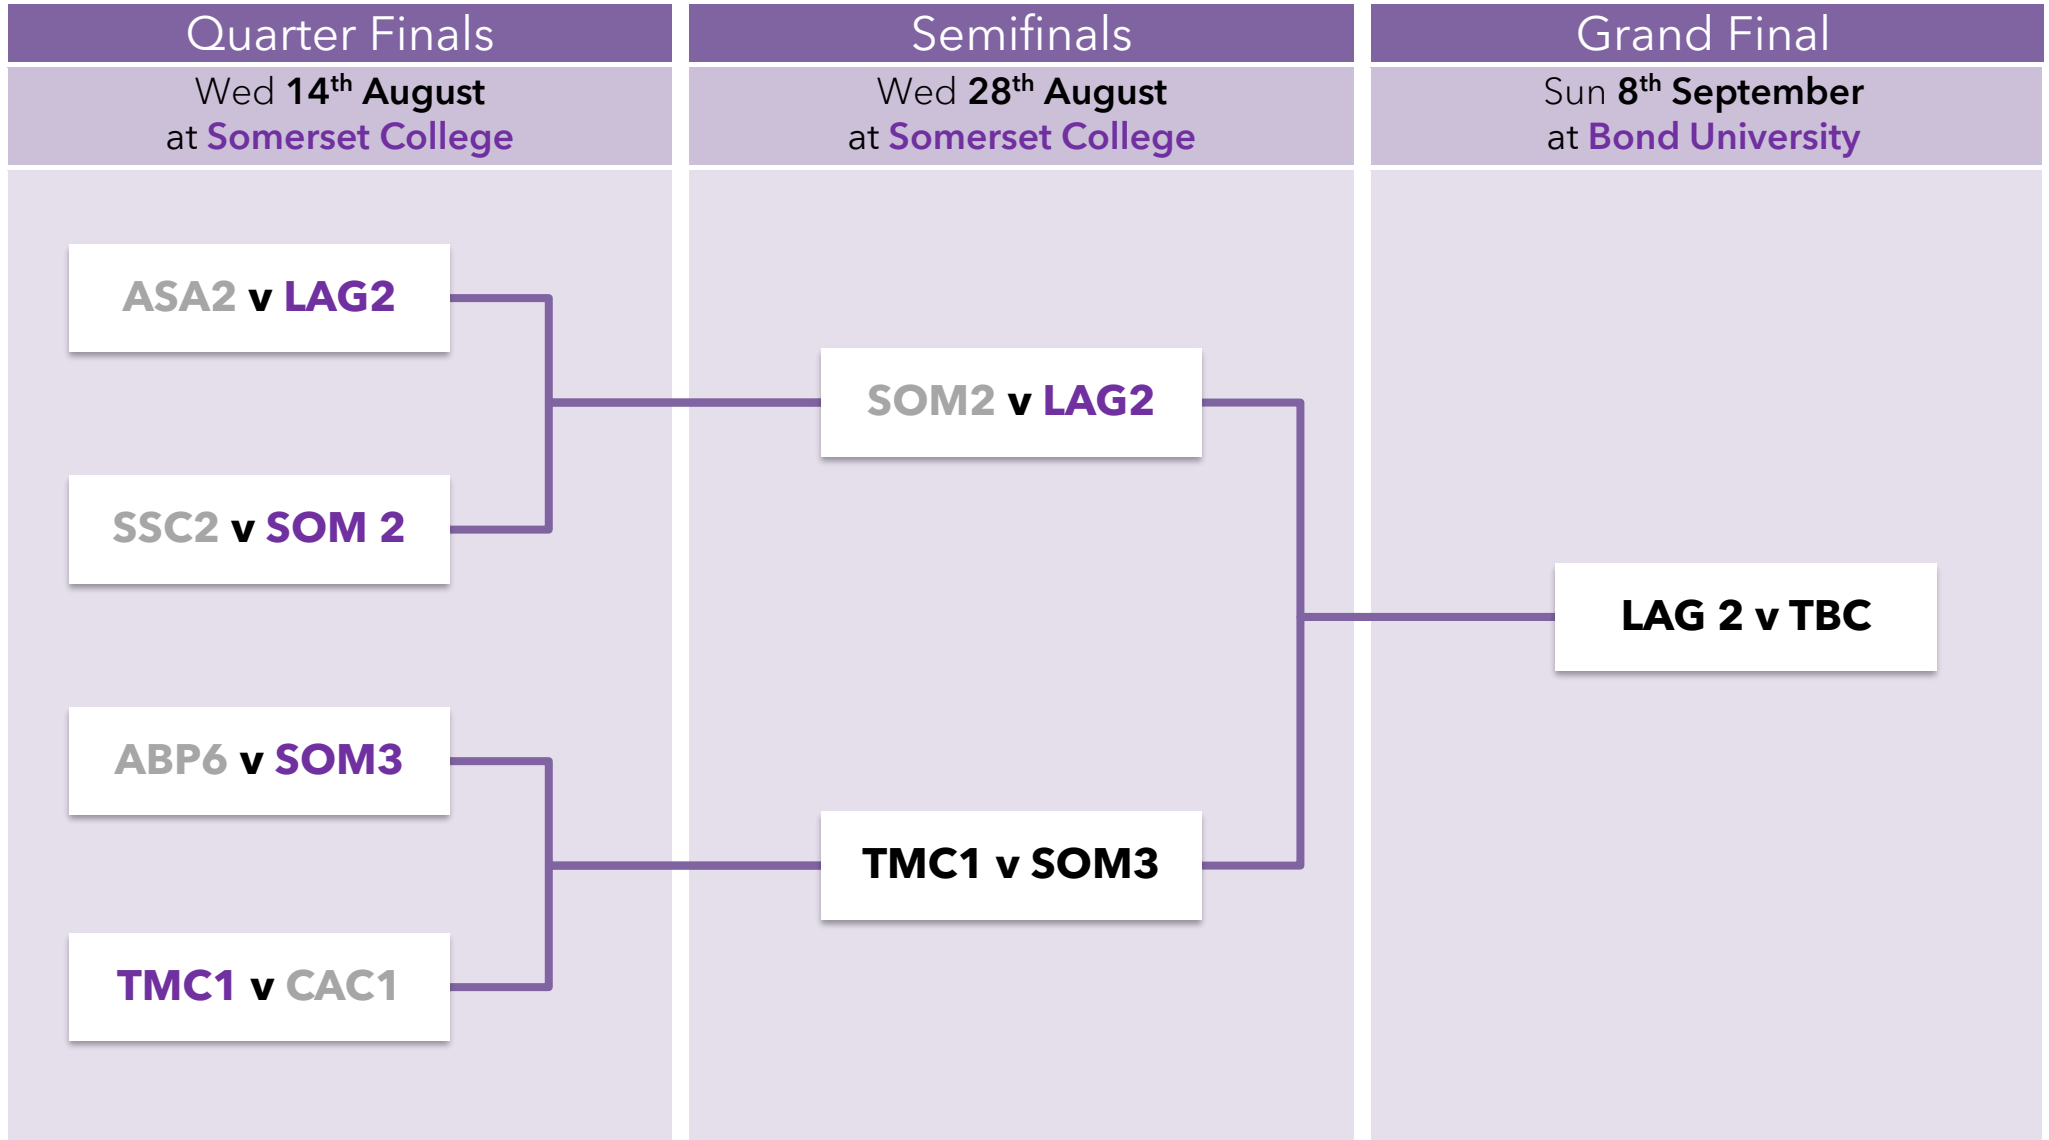 Quarter Finals
Wed 14th August
at Somerset College
ASA2 v LAG2
SSC2 v SOM 2
ABP6 v SOM3
TMC1 v CAC1
Semifinals
Wed 28th August
at Somerset College
SOM2 v LAG2
TMC1 v SOM3
Grand Final
Sun 8th September
at Bond University
LAG 2 v TBC